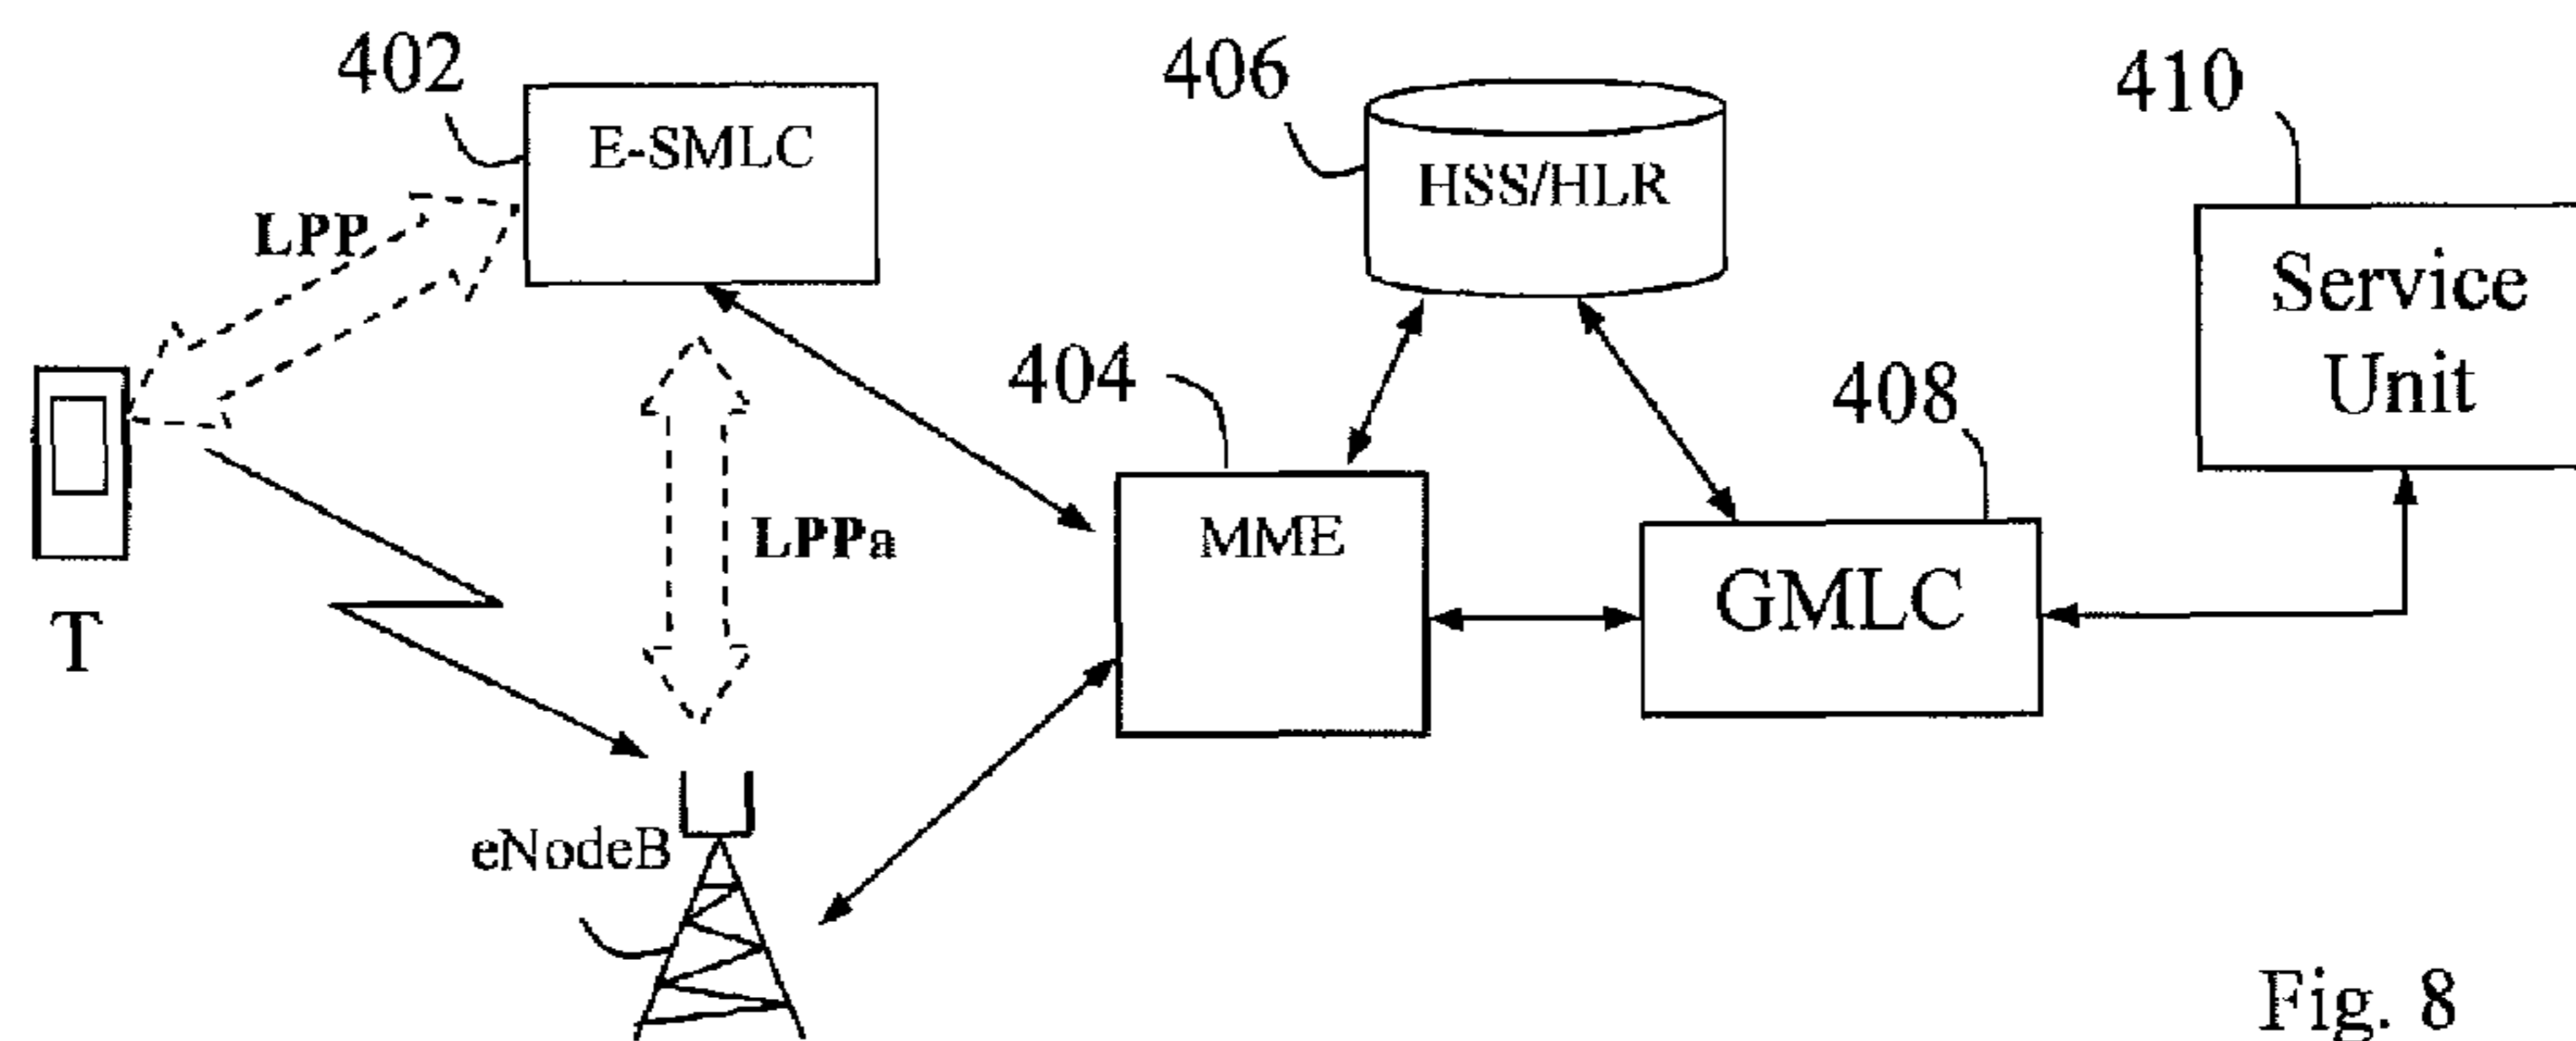 402
E-SMLC
406
HSS/HLR
410
Service
Unit
LPP
404
MME
408
GMLC
LPPa
T
eNodeB
Fig. 8